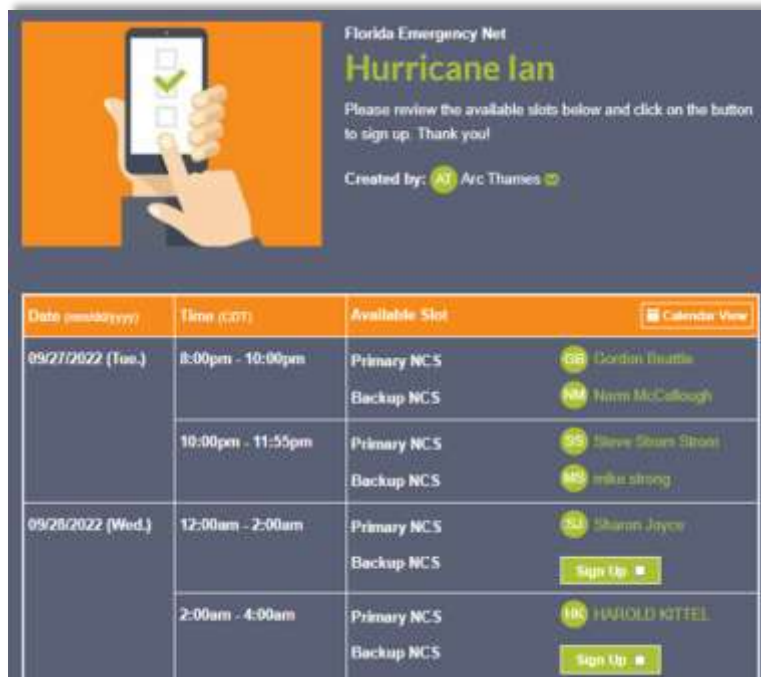 Florida Emergency Net
Hurricane Ian
Please review the available slots below and click on the button
to sign up. Thank you!
Created by: AT Arc Thames
Date (mm/dd/yyyy) Time (CDT) Available Slot Calendar View
09/27/2022 (Tue.) 8:00pm - 10:00pm Primary NCS GB Gordon Beattie
Backup NCS NM Norm McCullough
10:00pm - 11:55pm Primary NCS SS Steve Strom Strom
Backup NCS MS mike strong
09/28/2022 (Wed.) 12:00am - 2:00am Primary NCS SJ Sharon Joyce
Backup NCS Sign Up
2:00am - 4:00am Primary NCS HK HAROLD KITTEL
Backup NCS Sign Up